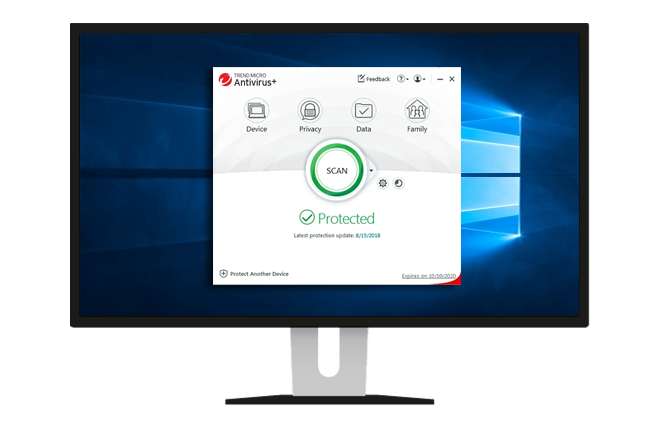 TREND MICRO
Antivirus+
Feedback
?
Device Privacy Data Family
SCAN
Protected
Latest protection update: 8/15/2018
Protect Another Device
Expires on 10/10/2020